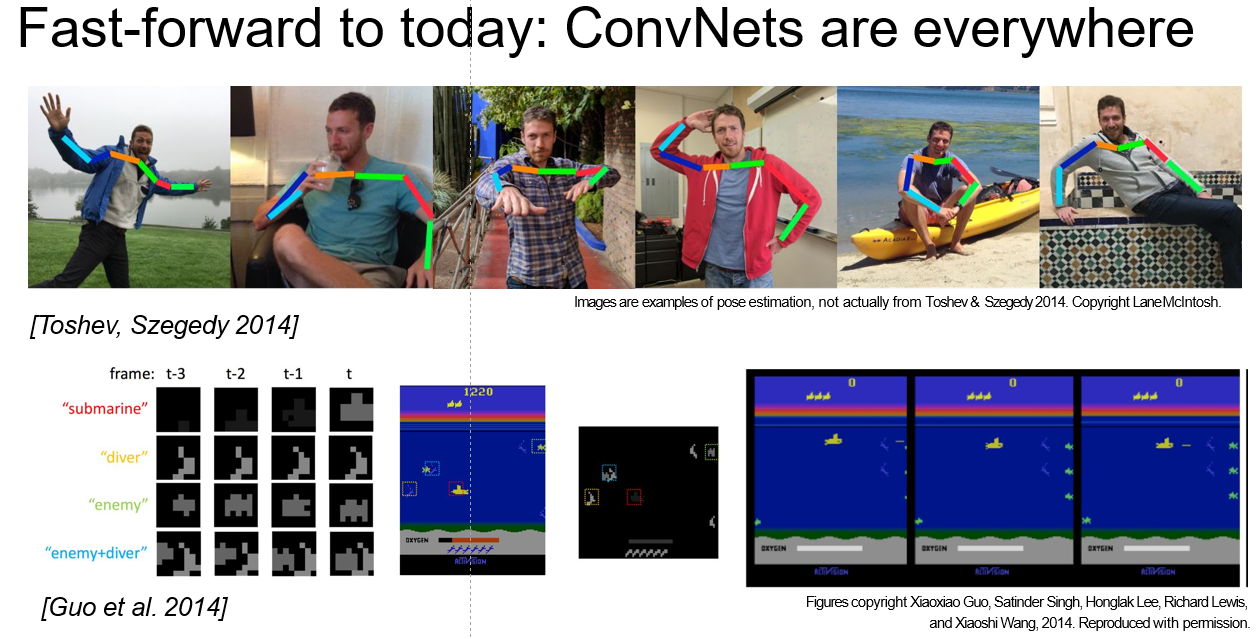 Fast-forward to today: ConvNets are everywhere
Images are examples of pose estimation, not actually from Toshev & Szegedy 2014. Copyright Lane McIntosh.
[Toshev, Szegedy 2014]
frame: t-3 t-2 t-1 t
“submarine”
“diver”
“enemy”
“enemy+diver”
1220
OXYGEN
ACTIVISION
0 0 0
OXYGEN OXYGEN OXYGEN
ACTIVISION ACTIVISION ACTIVISION
[Guo et al. 2014]
Figures copyright Xiaoxiao Guo, Satinder Singh, Honglak Lee, Richard Lewis,
and Xiaoshi Wang, 2014. Reproduced with permission.